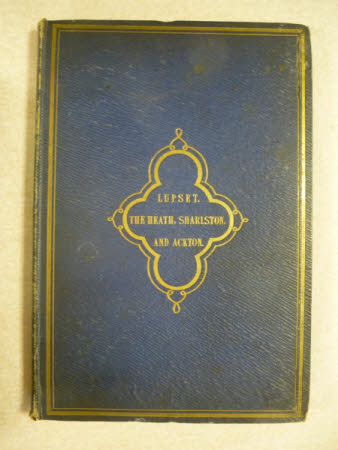 LUPSET.
THE HEATH. SHARLSTON.
AND ACKTON.